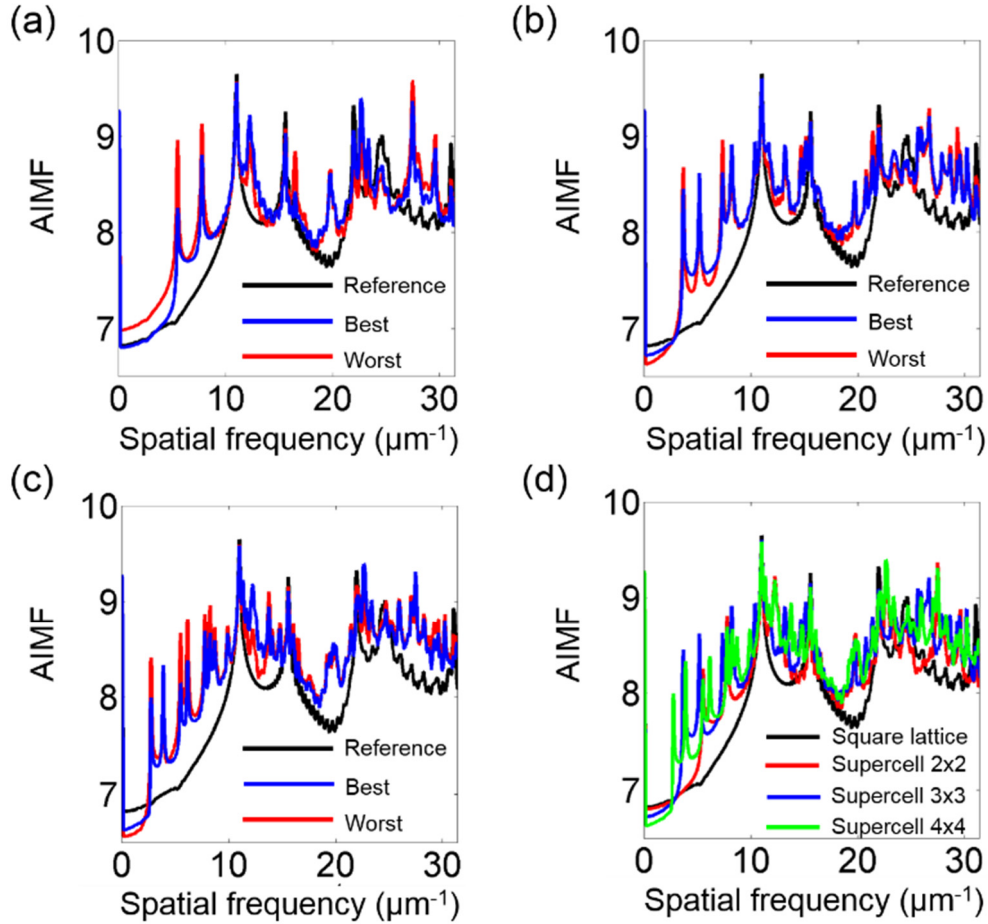 (a)
10
9
8
7
AIMF
0 10 20 30
Spatial frequency (µm-1)
Reference
Best
Worst
(b)
10
9
8
7
AIMF
0 10 20 30
Spatial frequency (µm-1)
Reference
Best
Worst
(c)
10
9
8
7
AIMF
0 10 20 30
Spatial frequency (µm-1)
Reference
Best
Worst
(d)
10
9
8
7
AIMF
0 10 20 30
Spatial frequency (µm-1)
Square lattice
Supercell 2x2
Supercell 3x3
Supercell 4x4